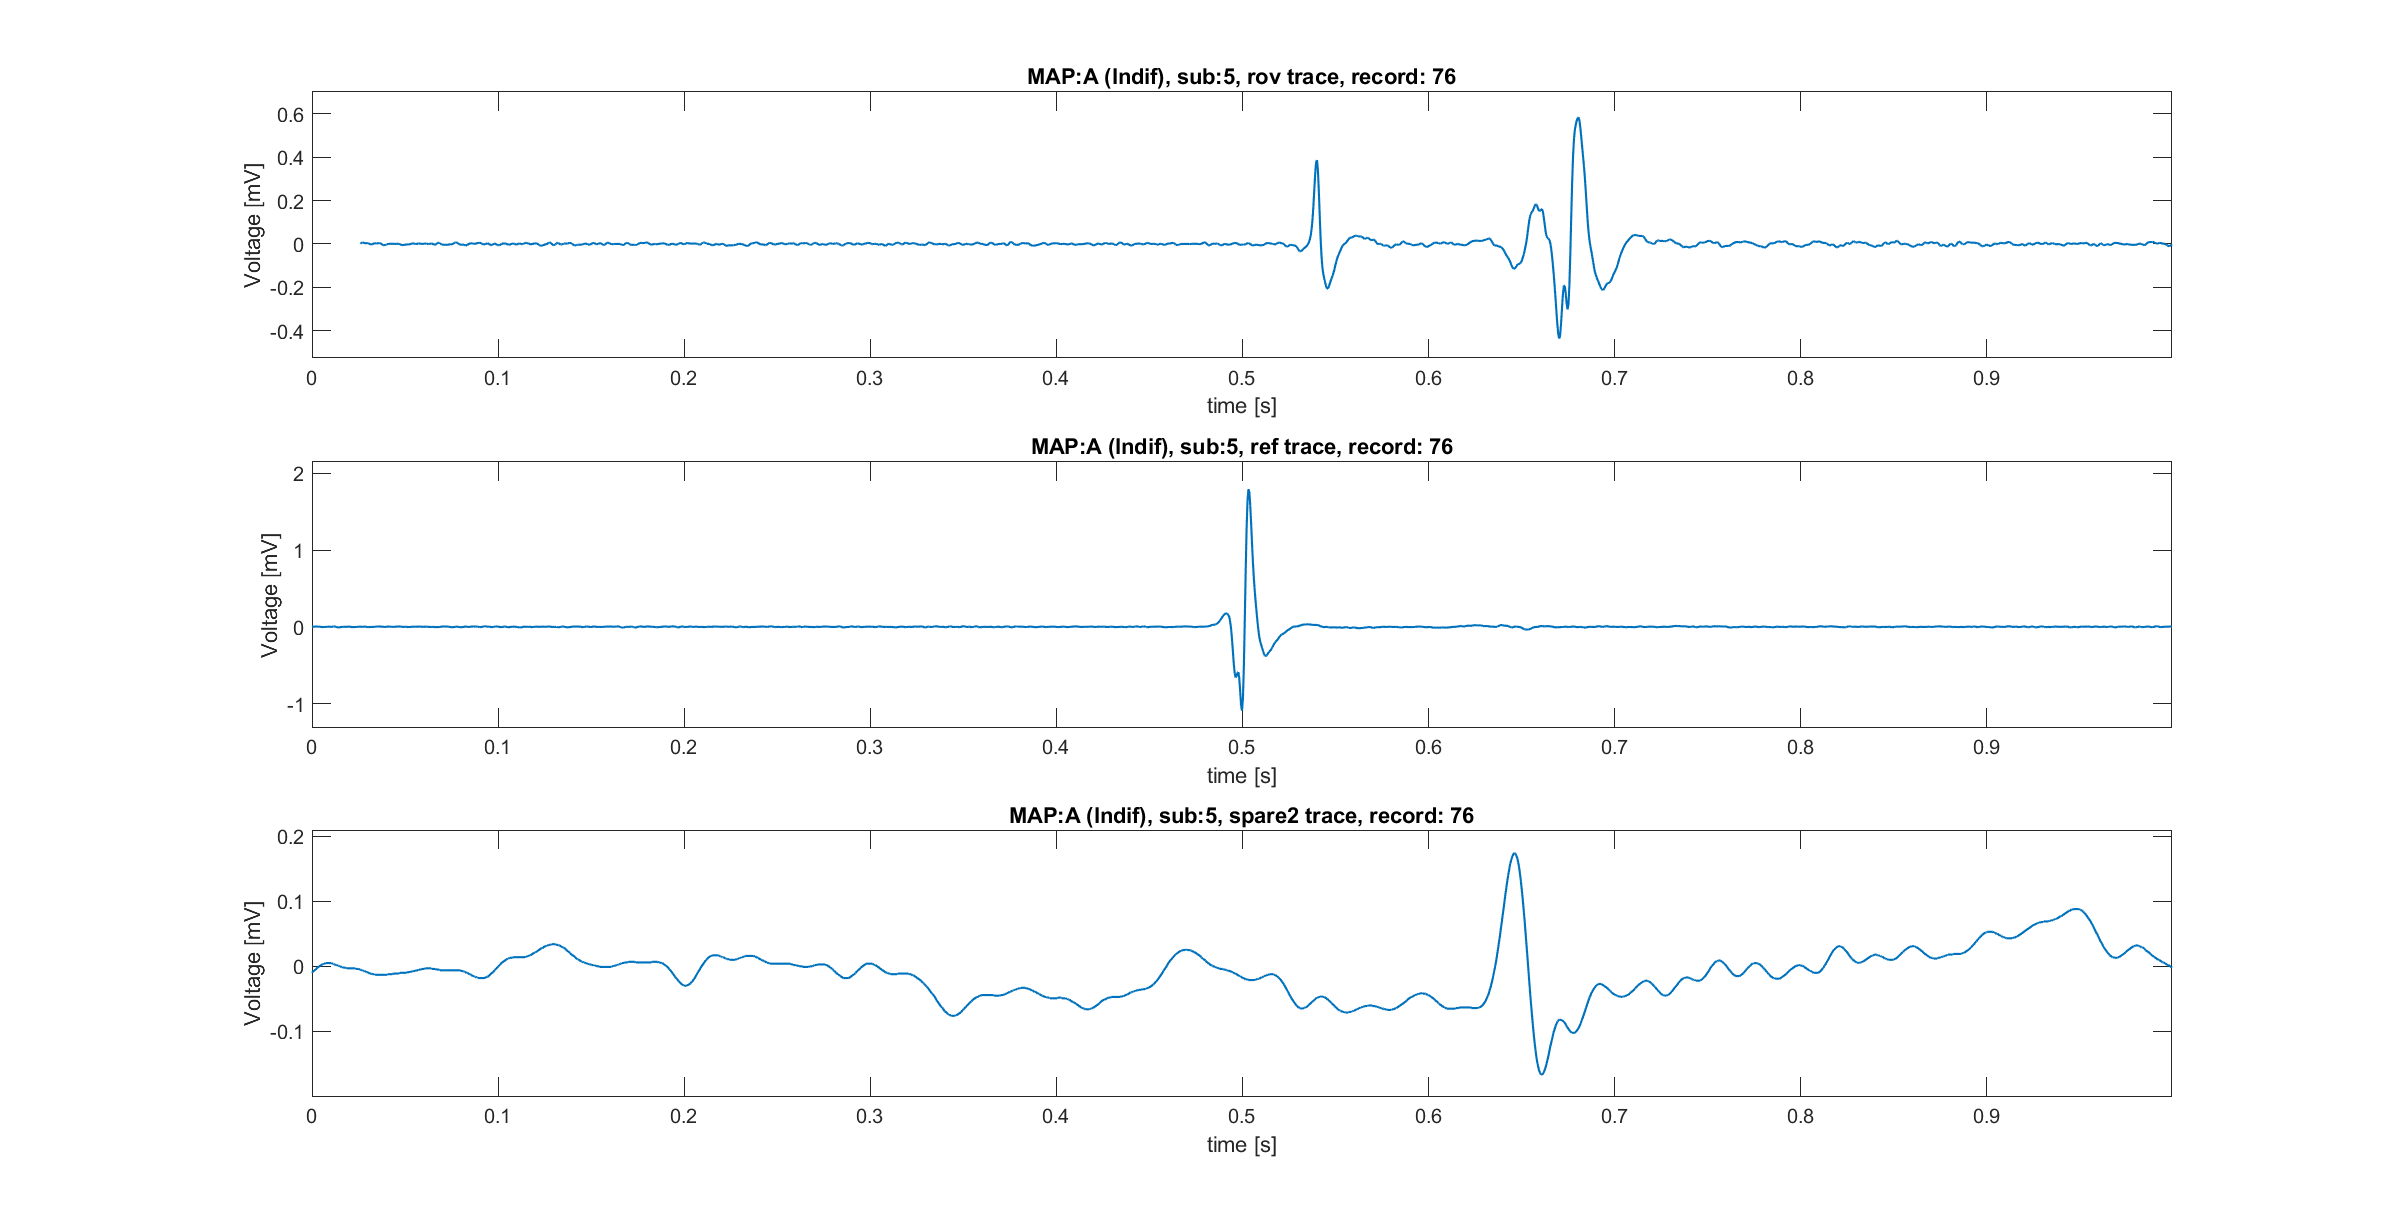 MAP:A (Indif), sub:5, rov trace, record: 76
Voltage [mV]
0.6
0.4
0.2
0
-0.2
-0.4
0 0.1 0.2 0.3 0.4 0.5 0.6 0.7 0.8 0.9
time [s]
MAP:A (Indif), sub:5, ref trace, record: 76
Voltage [mV]
2
1
0
-1
0 0.1 0.2 0.3 0.4 0.5 0.6 0.7 0.8 0.9
time [s]
MAP:A (Indif), sub:5, spare2 trace, record: 76
Voltage [mV]
0.2
0.1
0
-0.1
0 0.1 0.2 0.3 0.4 0.5 0.6 0.7 0.8 0.9
time [s]